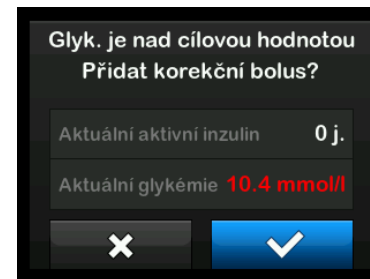 Glyk. je nad cílovou hodnotou
Přidat korekční bolus?
Aktuální aktivní inzulin 0 j.
Aktuální glykémie 10.4 mmol/l